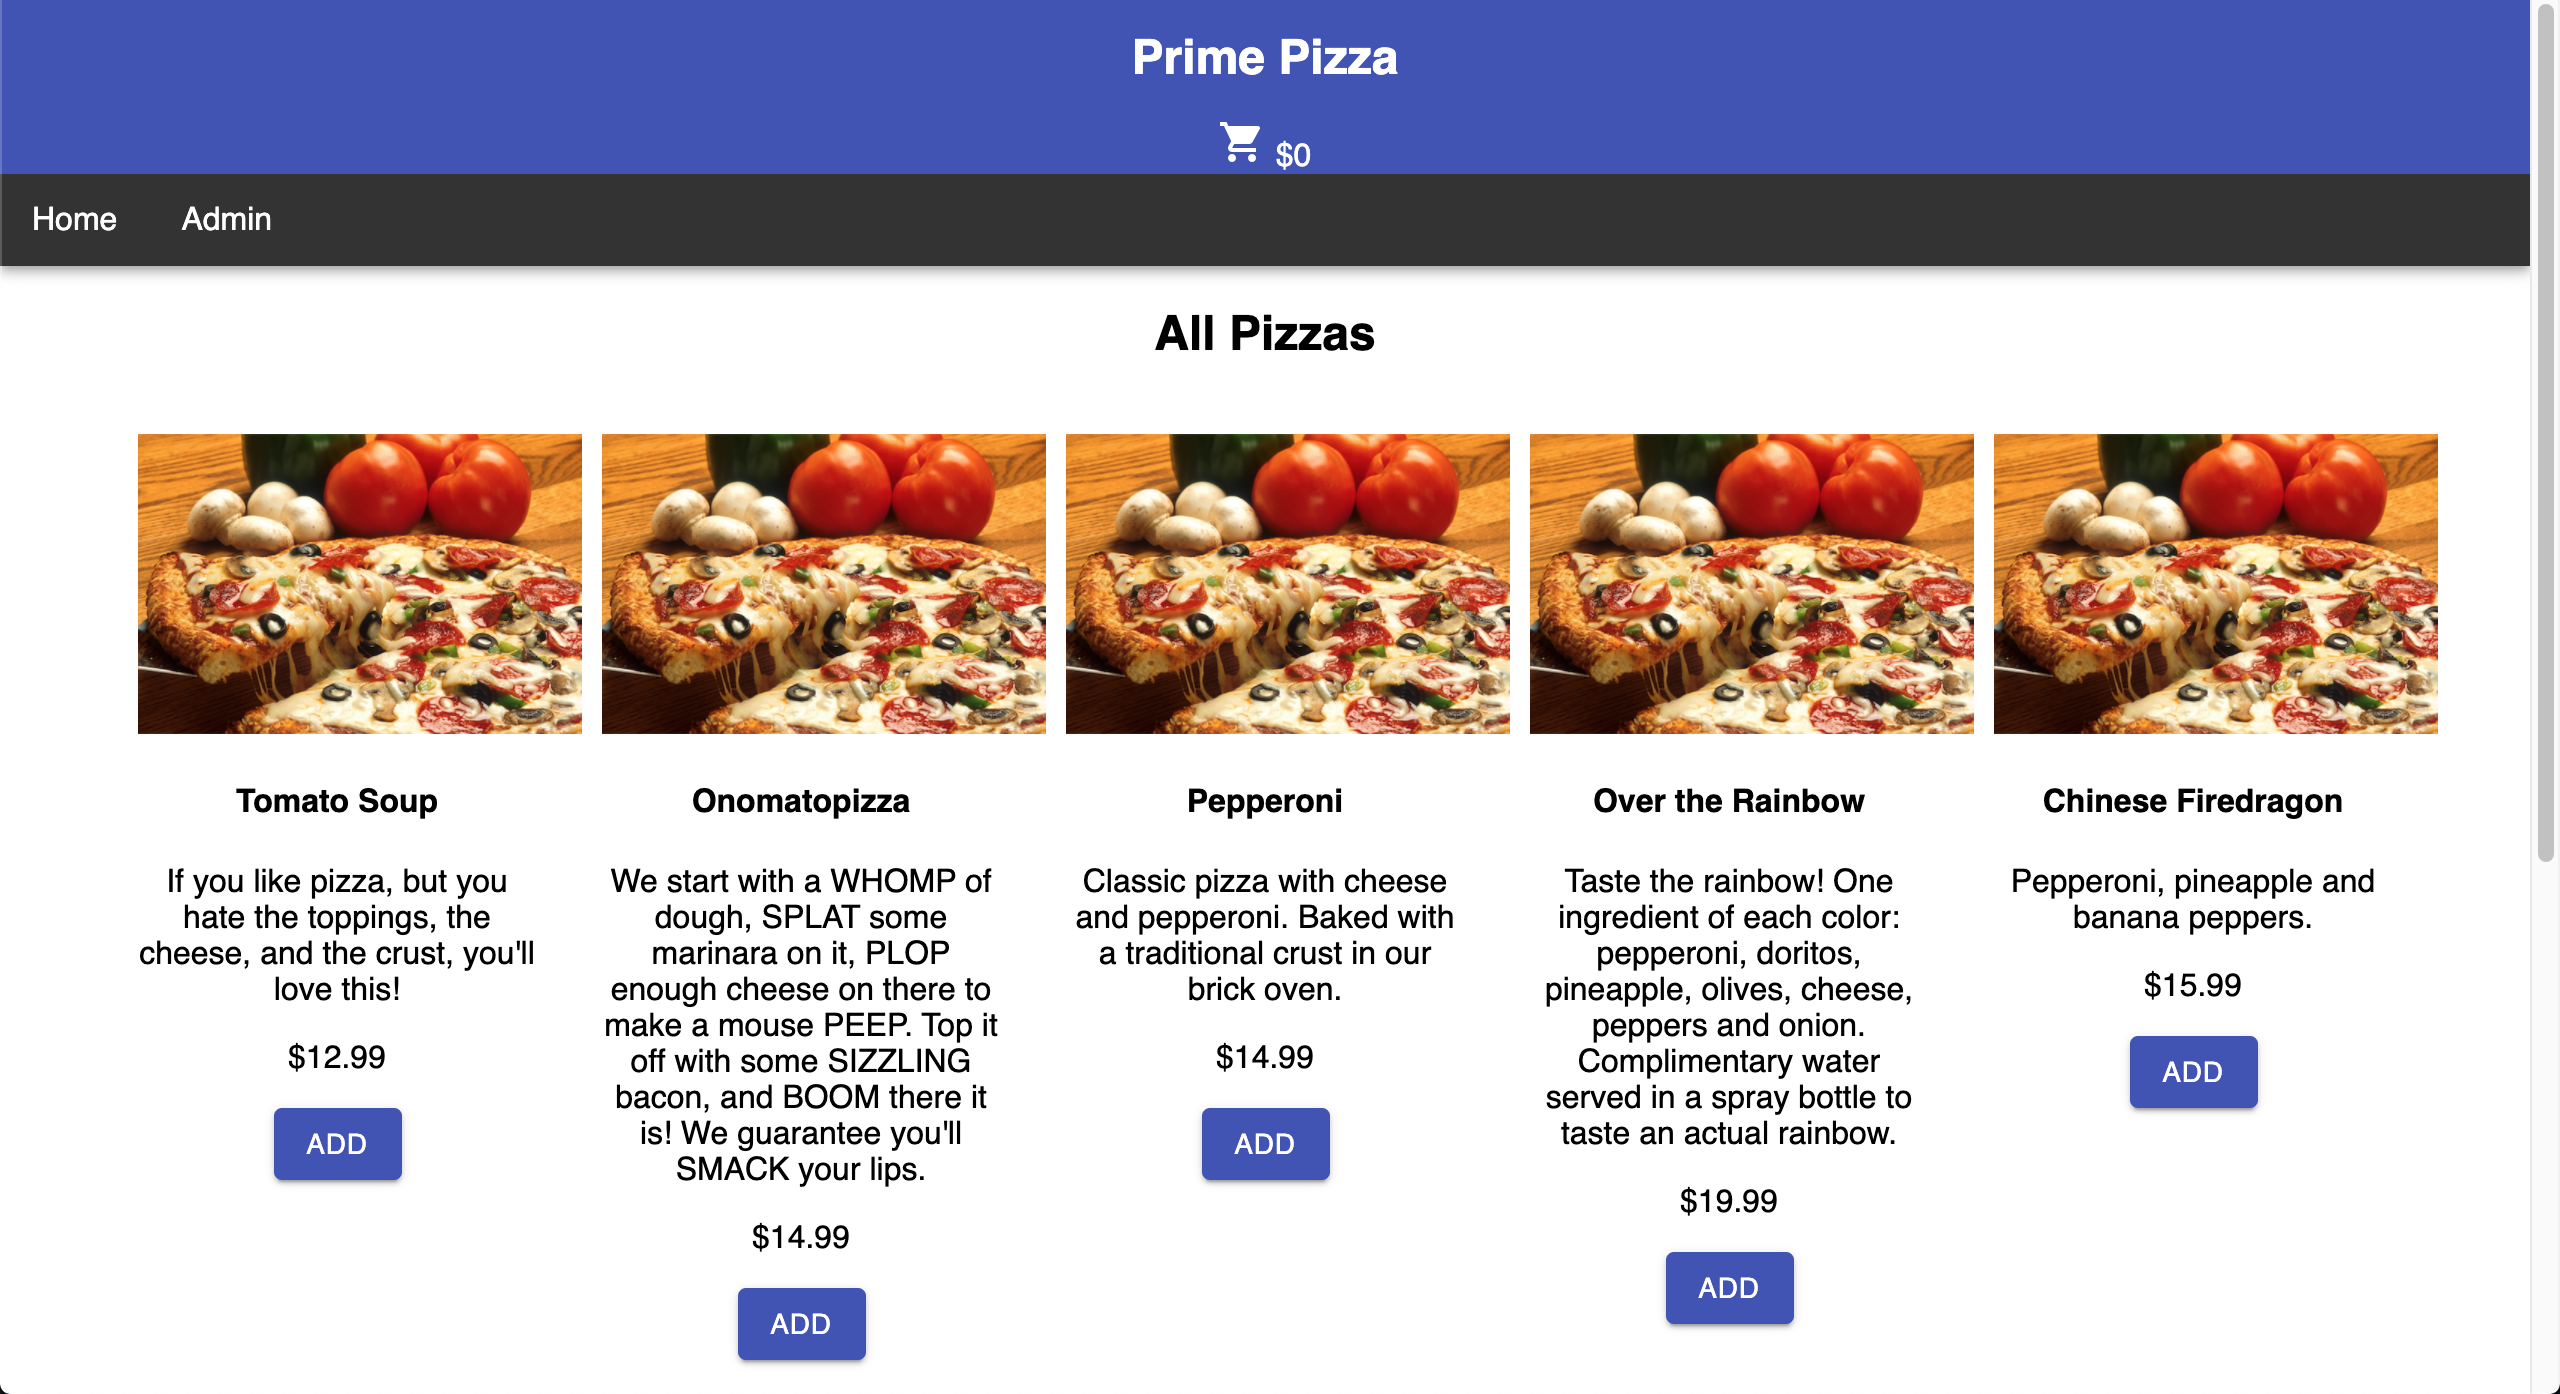 Prime Pizza
$0
Home
Admin
All Pizzas
Tomato Soup
If you like pizza, but you
hate the toppings, the
cheese, and the crust, you'll
love this!
$12.99
ADD
Onomatopizza
We start with a WHOMP of
dough, SPLAT some
marinara on it, PLOP
enough cheese on there to
make a mouse PEEP. Top it
off with some SIZZLING
bacon, and BOOM there it
is! We guarantee you'll
SMACK your lips.
$14.99
ADD
Pepperoni
Classic pizza with cheese
and pepperoni. Baked with
a traditional crust in our
brick oven.
$14.99
ADD
Over the Rainbow
Taste the rainbow! One
ingredient of each color:
pepperoni, doritos,
pineapple, olives, cheese,
peppers and onion.
Complimentary water
served in a spray bottle to
taste an actual rainbow.
$19.99
ADD
Chinese Firedragon
Pepperoni, pineapple and
banana peppers.
$15.99
ADD